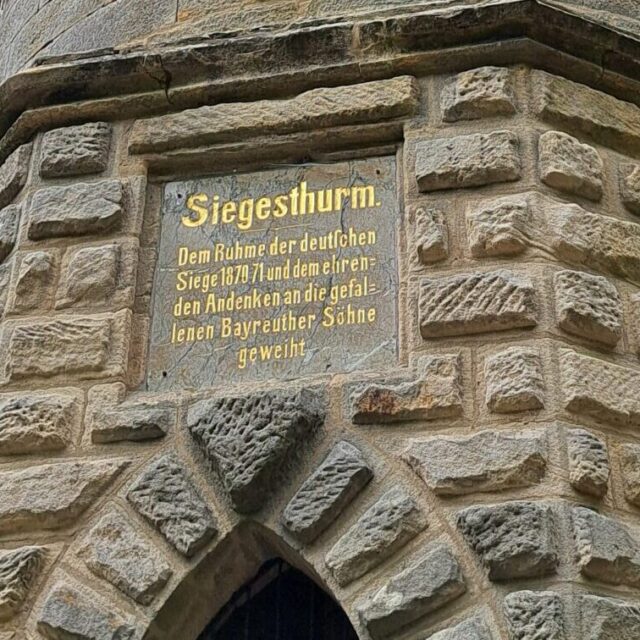 Siegesthurm.
Dem Ruhme der deutſchen
Siege 1870/71 und dem ehren-
den Andenken an die gefal-
lenen Bayreuther Söhne
geweiht